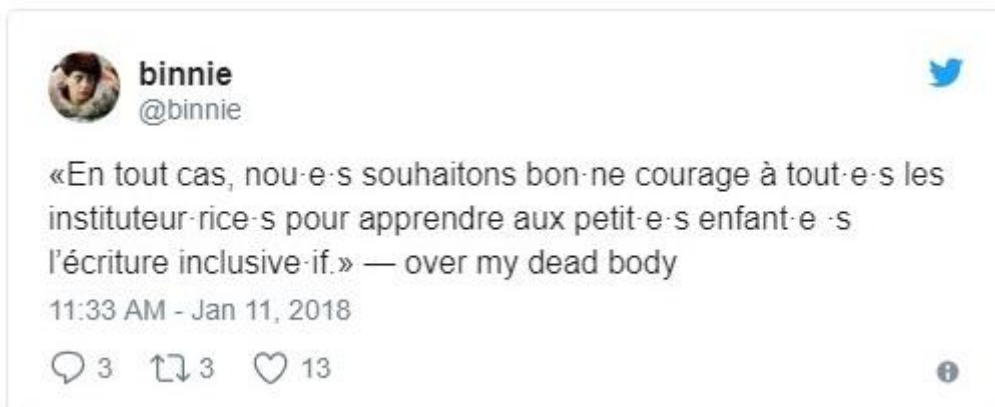 binnie
@binnie
«En tout cas, nou·e·s souhaitons bon·ne courage à tout·e·s les
instituteur·rice·s pour apprendre aux petit·e·s enfant·e ·s
l'écriture inclusive·if.» — over my dead body
11:33 AM - Jan 11, 2018
3 3 13